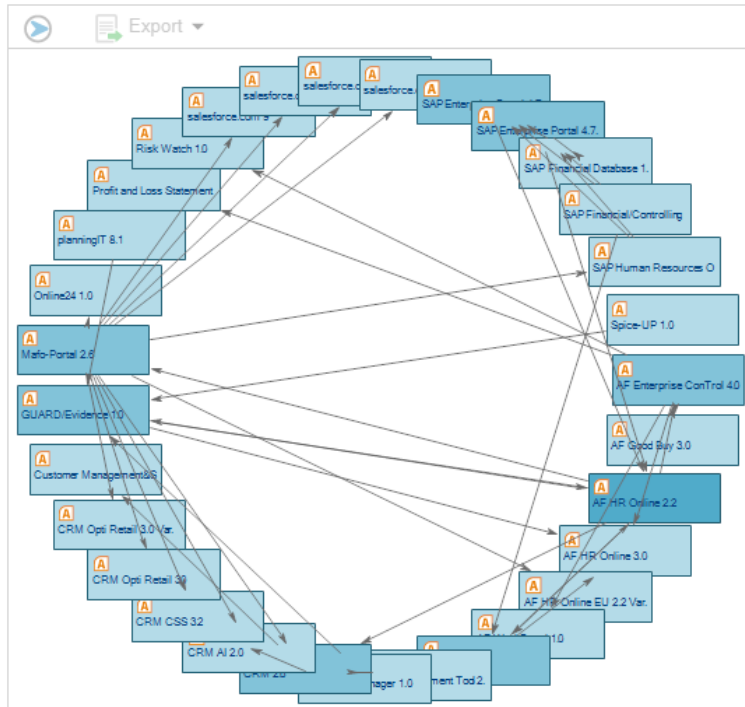 Export
salesforce.c
salesforce.c
salesforce.
salesforce.com 9
SAP Enter
SAP Enterprise Portal 4.7.
Risk Watch 1.0
SAP Financial Database 1.
Profit and Loss Statement
SAP Financial/Controlling
planningIT 8.1
SAP Human Resources O
Online24 1.0
Spice-UP 1.0
Mafo-Portal 2.6
AF Enterprise ConTrol 4.0
GUARD/Evidence 1.0
AF Good Buy 3.0
Customer Management&S
AF HR Online 2.2
CRM Opti Retail 3.0 Var.
AF HR Online 3.0
CRM Opti Retail 30
AF HR Online EU 2.2 Var.
CRM CSS 32
1.0
CRM AI 2.0
CRM 2.0
nager 1.0
ment Tool 2.